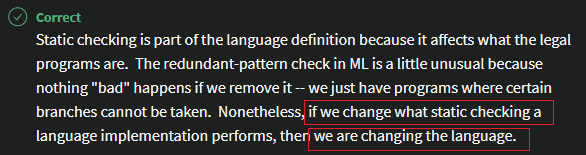 Correct
Static checking is part of the language definition because it affects what the legal
programs are. The redundant-pattern check in ML is a little unusual because
nothing "bad" happens if we remove it -- we just have programs where certain
branches cannot be taken. Nonetheless, if we change what static checking a
language implementation performs, then we are changing the language.